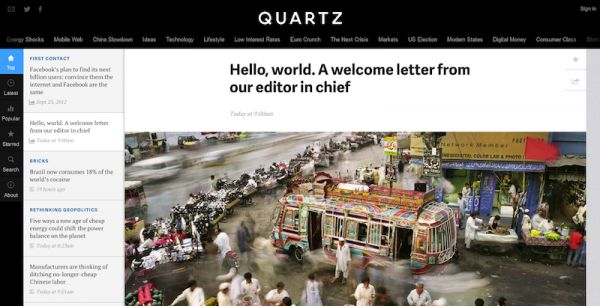 QUARTZ
Sign in
Energy Shocks Mobile Web China Slowdown Ideas Technology Lifestyle Low Interest Rates Euro Crunch The Next Crisis Markets US Election Modern States Digital Money Consumer Class
Top
Latest
Popular
Starred
Search
About
FIRST CONTACT
Facebook's plan to find its next
billion users: convince them the
internet and Facebook are the
same
Sept 25, 2012
Hello, world. A welcome letter
from our editor in chief
Today at 9:00am
BRICKS
Brazil now consumes 18% of the
world's cocaine
19 hours ago
RETHINKING GEOPOLITICS
Five ways a new age of cheap
energy could shift the power
balance on the planet
Today at 8:23am
Manufacturers are thinking of
ditching no-longer-cheap
Chinese labor
Today at 9:01am
Hello, world. A welcome letter from
our editor in chief
Today at 9:00am
Network Member
PRESIDENTIAL COLOR LAB & PHOTO